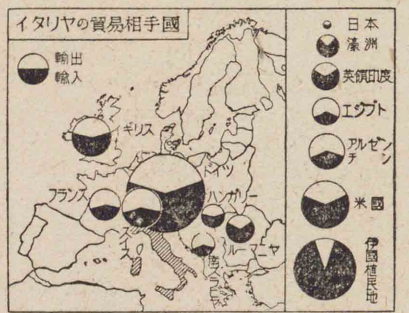 イタリヤの貿易相手國
輸出
輸入
ギリス
ドイツ
フランス
ハンガリー
スイス
ルーマニヤ
日本
濠洲
英領印度
エジプト
アルゼン
チン
米國
伊國植民地